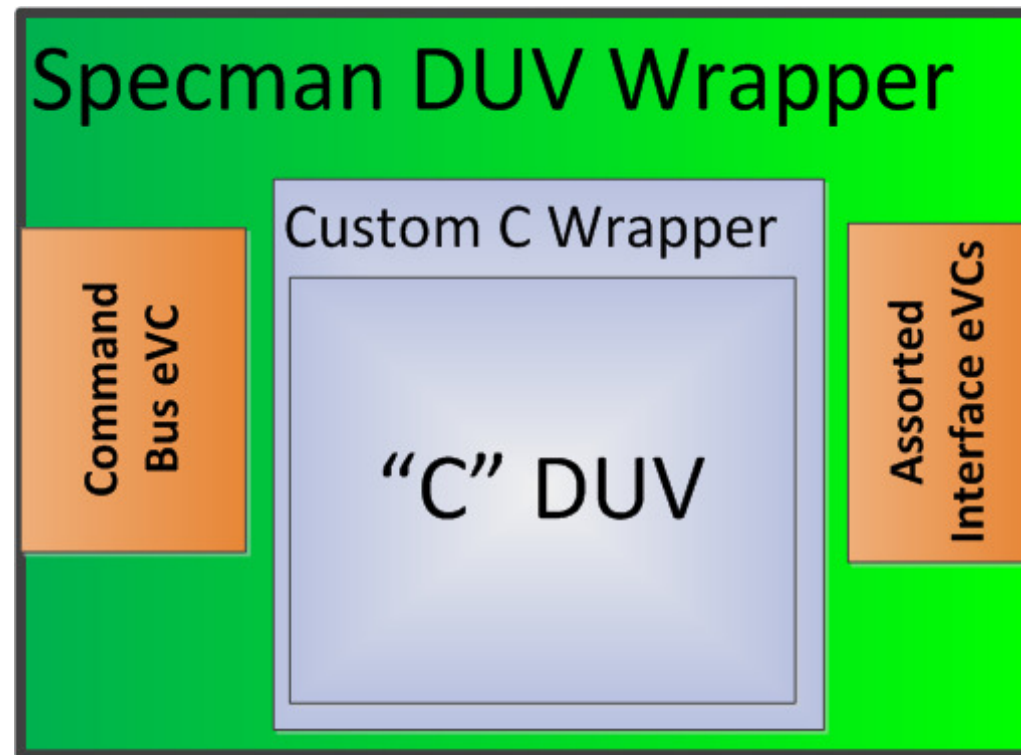 Specman DUV Wrapper
Custom C Wrapper
Command
Bus eVC
“C” DUV
Assorted
Interface eVCs